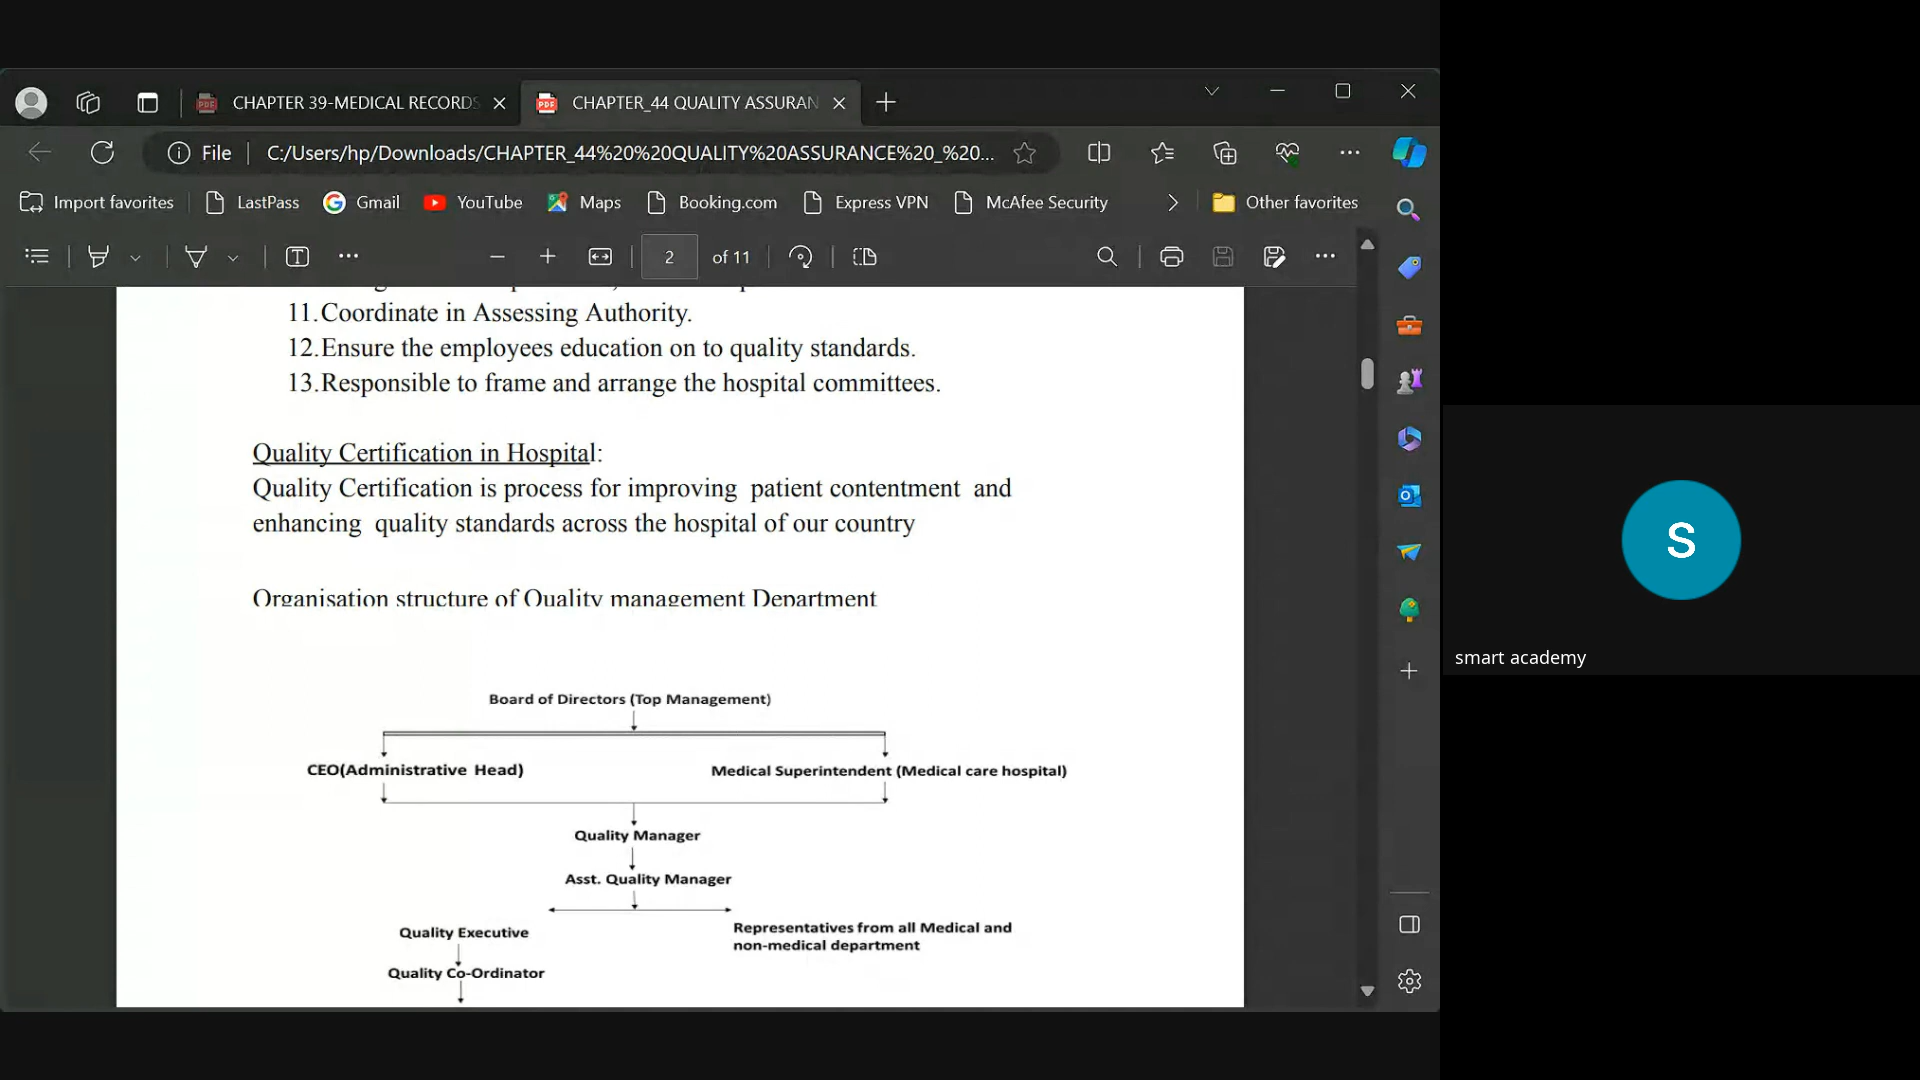 CHAPTER 39-MEDICAL RECORDS
CHAPTER_44 QUALITY ASSURAN
File
C:/Users/hp/Downloads/CHAPTER_44%20%20QUALITY%20ASSURANCE%20_%20...
Import favorites
LastPass
Gmail
YouTube
Maps
Booking.com
Express VPN
McAfee Security
Other favorites
2 of 11
11.Coordinate in Assessing Authority.
12.Ensure the employees education on to quality standards.
13.Responsible to frame and arrange the hospital committees.
Quality Certification in Hospital:
Quality Certification is process for improving patient contentment and
enhancing quality standards across the hospital of our country
Organisation structure of Quality management Department
Board of Directors (Top Management)
CEO(Administrative Head)
Medical Superintendent (Medical care hospital)
Quality Manager
Asst. Quality Manager
Quality Executive
Representatives from all Medical and
non-medical department
Quality Co-Ordinator
S
smart academy